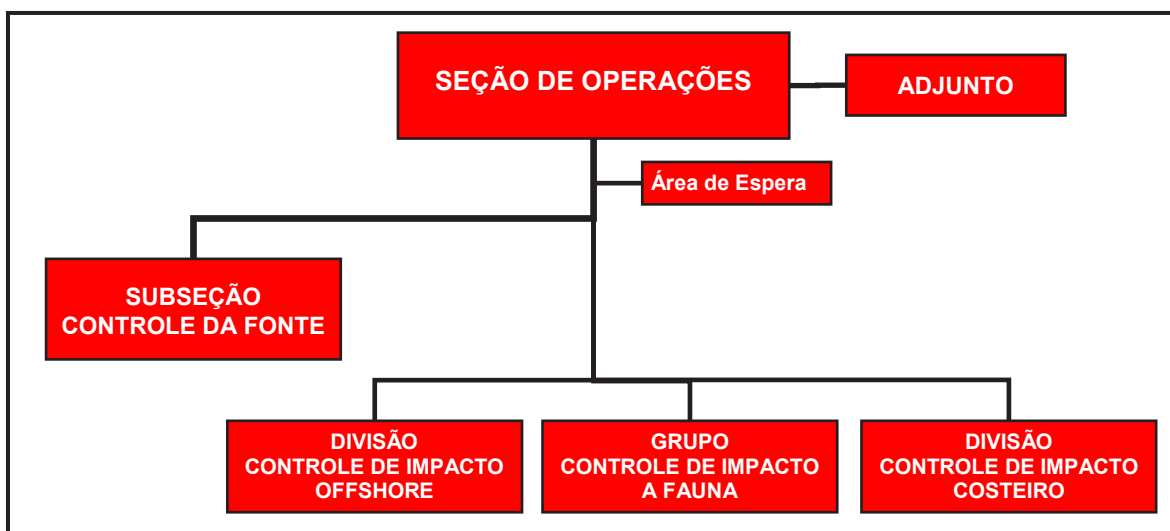 SEÇÃO DE OPERAÇÕES
ADJUNTO
Área de Espera
SUBSEÇÃO
CONTROLE DA FONTE
DIVISÃO
CONTROLE DE IMPACTO
OFFSHORE
GRUPO
CONTROLE DE IMPACTO
A FAUNA
DIVISÃO
CONTROLE DE IMPACTO
COSTEIRO